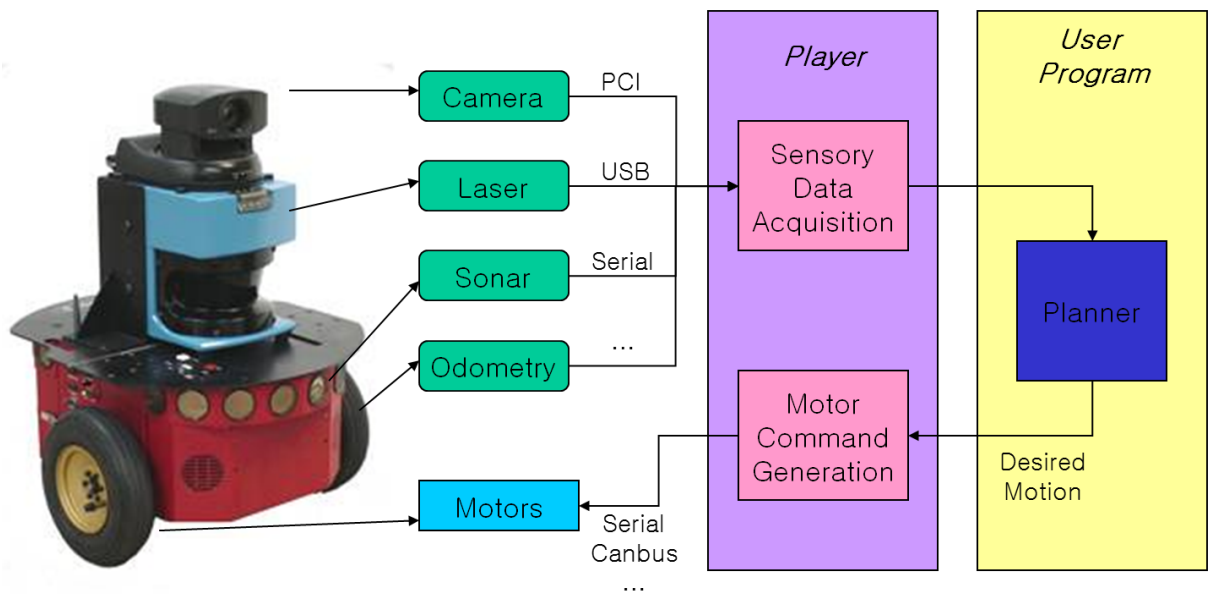 Player
User
Program
Camera
PCI
Laser
USB
Sonar
Serial
Odometry
...
Sensory
Data
Acquisition
Planner
Motor
Command
Generation
Desired
Motion
Motors
Serial
Canbus
...